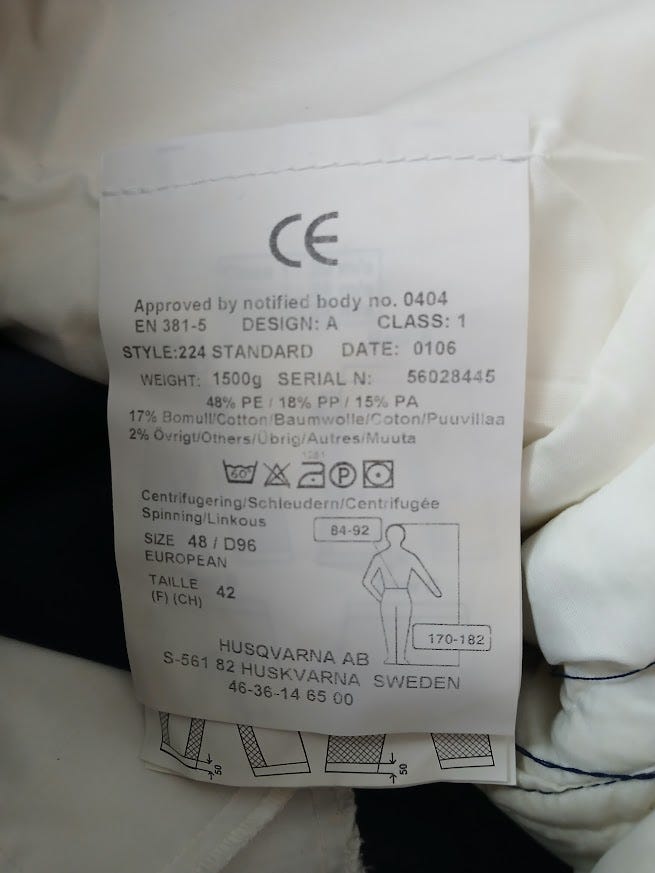 CE
Approved by notified body no. 0404
EN 381-5 DESIGN: A CLASS: 1
STYLE:224 STANDARD DATE: 0106
WEIGHT: 1500g SERIAL N: 56028445
48% PE / 18% PP / 15% PA
17% Bomull/Cotton/Baumwolle/Coton/Puuvillaa
2% Övrigt/Others/Übrig/Autres/Muuta
1281
60° P
Centrifugering/Schleudern/Centrifugée
Spinning/Linkous
84-92
SIZE 48 / D96
EUROPEAN
TAILLE 42
(F) (CH)
170-182
HUSQVARNA AB
S-561 82 HUSKVARNA SWEDEN
46-36-14 65 00
50 50